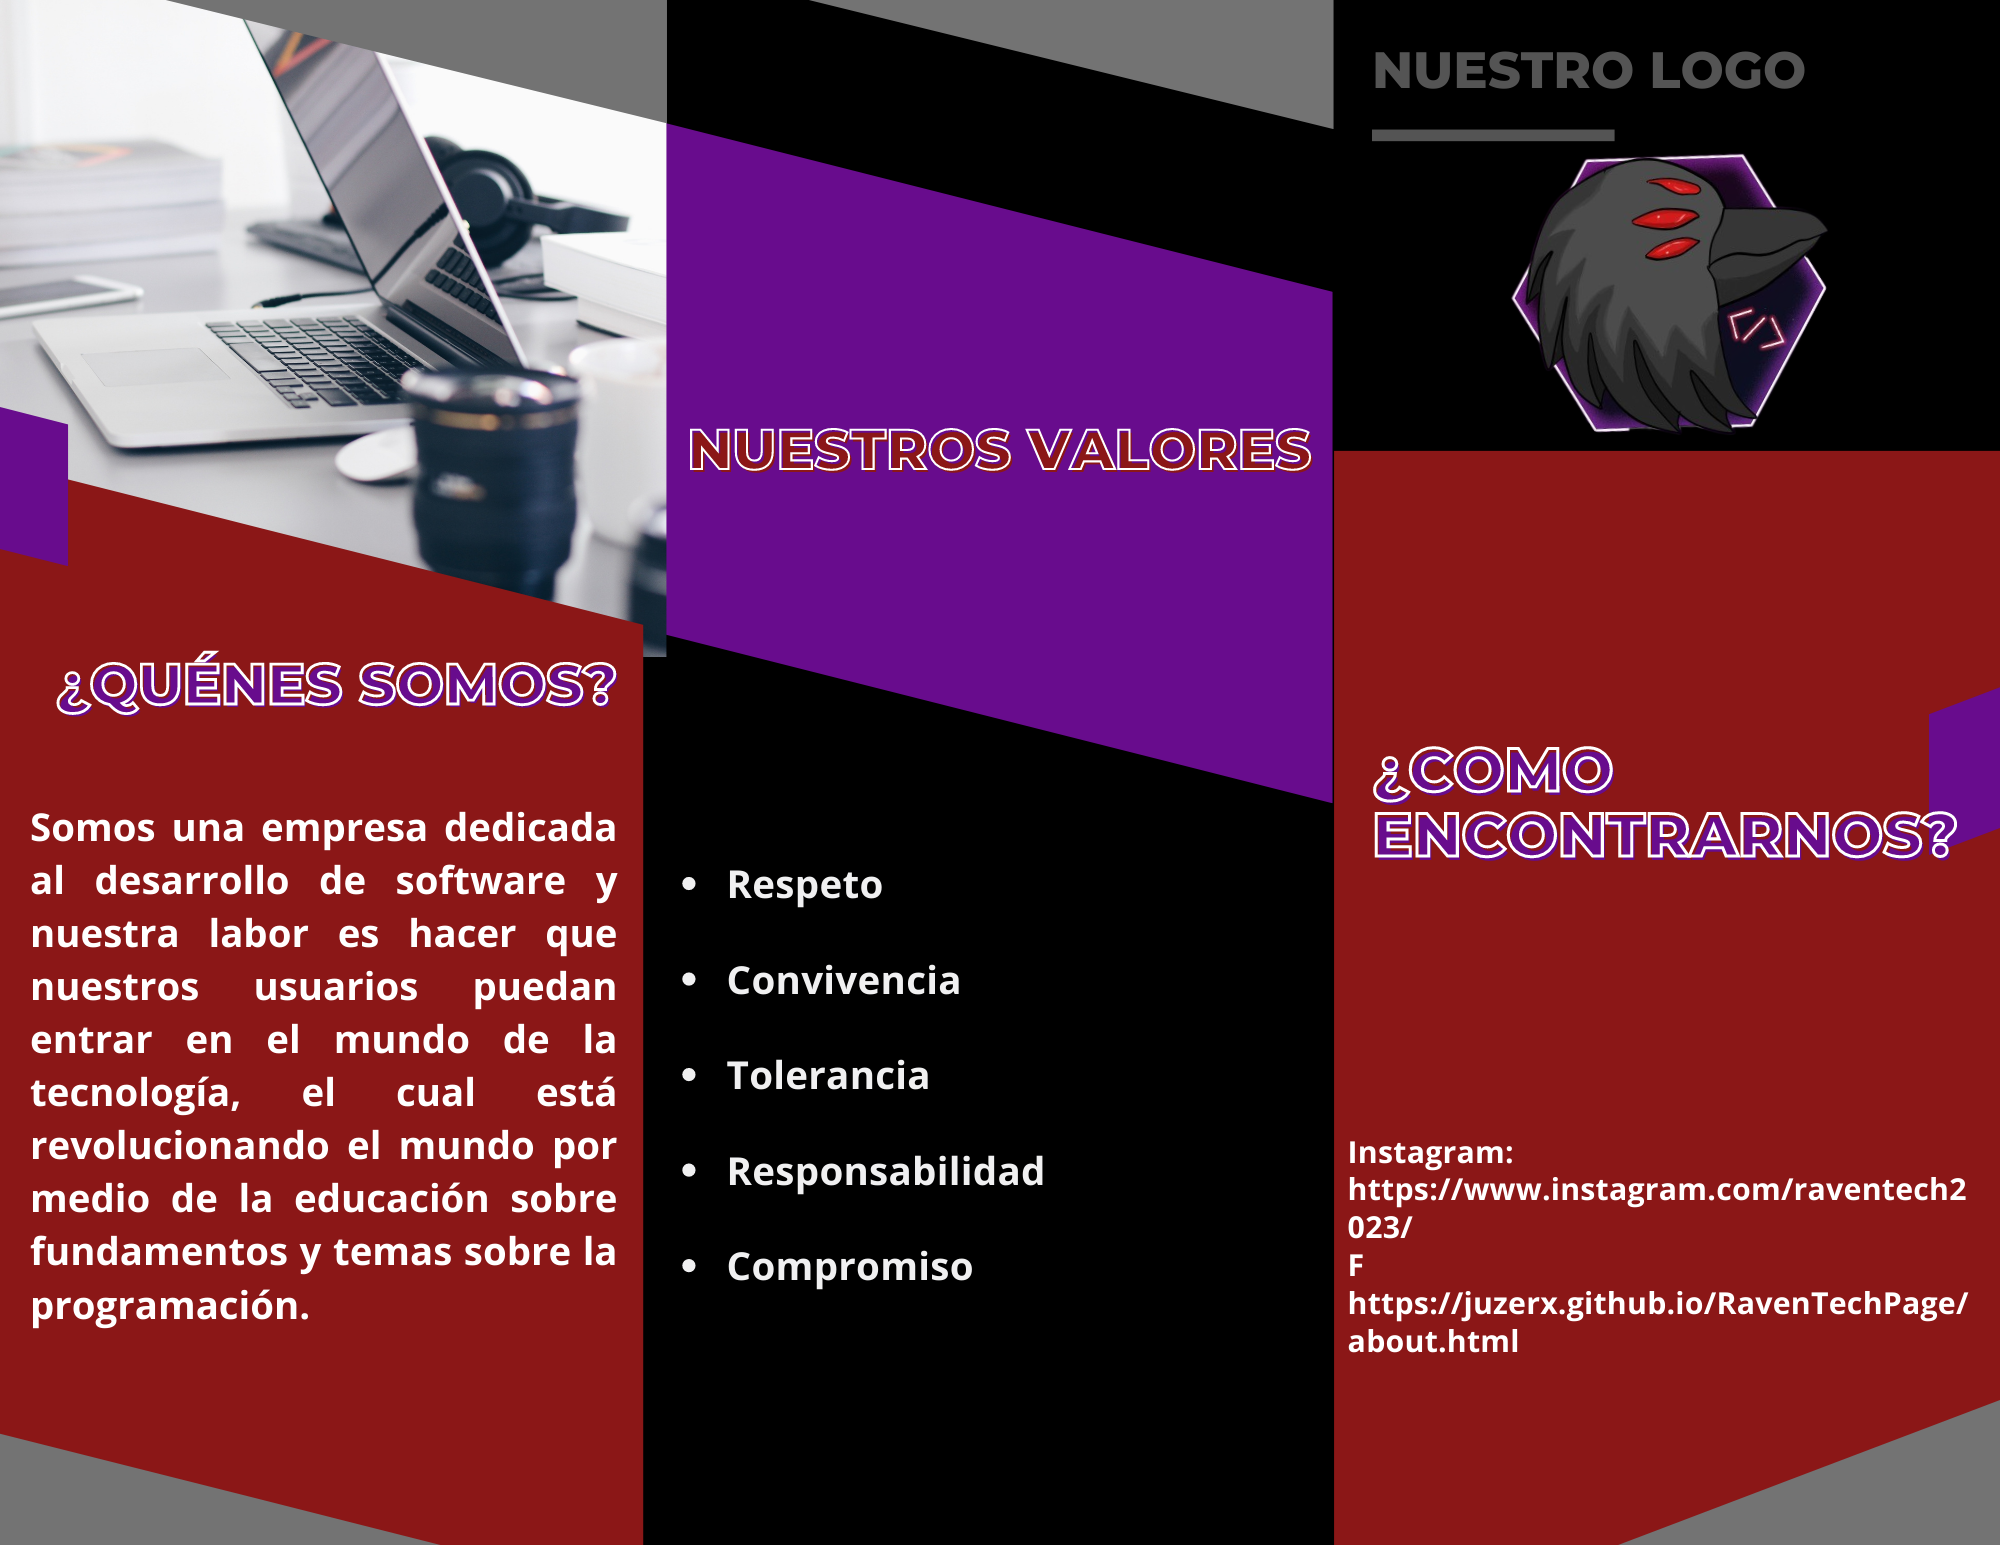 ¿QUÉNES SOMOS?
Somos una empresa dedicada
al desarrollo de software y
nuestra labor es hacer que
nuestros usuarios puedan
entrar en el mundo de la
tecnología, el cual está
revolucionando el mundo por
medio de la educación sobre
fundamentos y temas sobre la
programación.
NUESTROS VALORES
• Respeto
• Convivencia
• Tolerancia
• Responsabilidad
• Compromiso
NUESTRO LOGO
</>
¿COMO
ENCONTRARNOS?
Instagram:
https://www.instagram.com/raventech2
023/
F
https://juzerx.github.io/RavenTechPage/
about.html